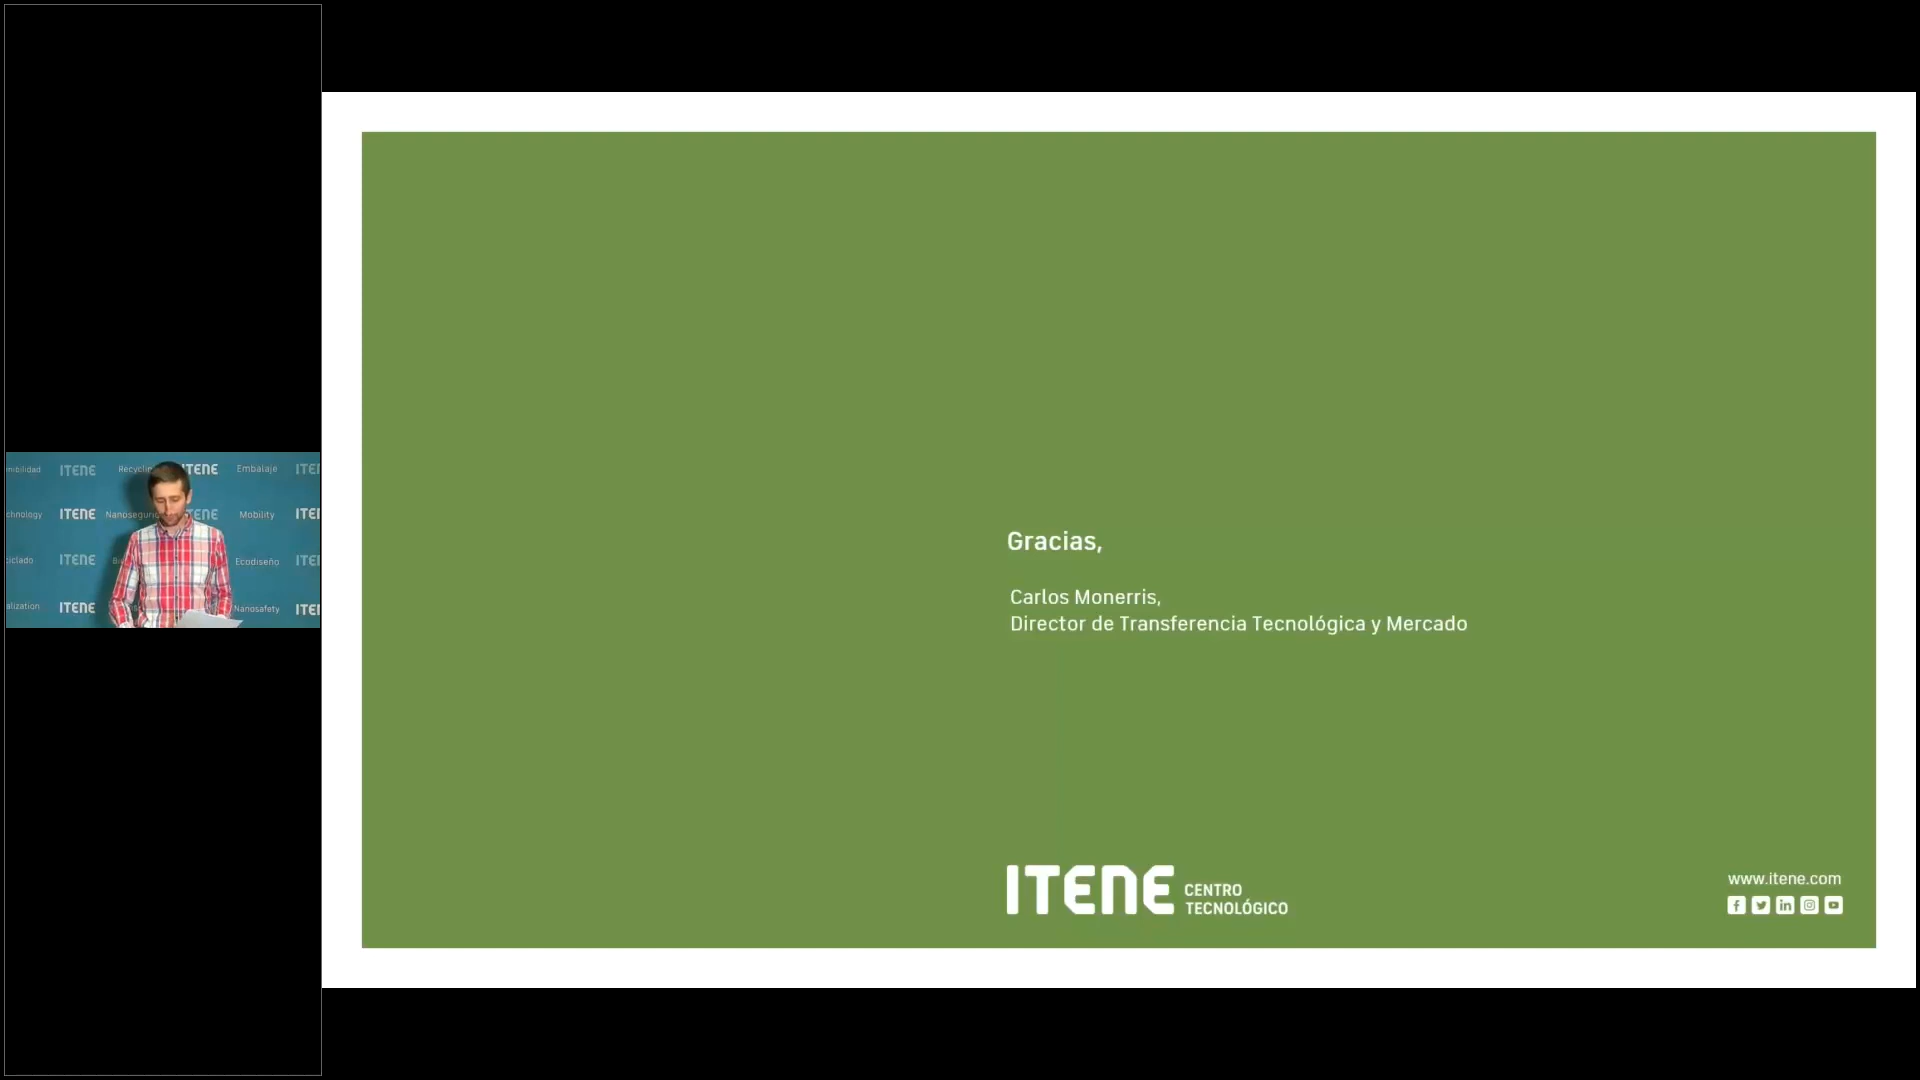 ITENE ITENE Embalaje
ITENE ITENE Mobility
ITENE Ecodiseño
ITENE Nanosafety
Gracias,
Carlos Monerris,
Director de Transferencia Tecnológica y Mercado
ITENE CENTRO
TECNOLÓGICO
www.itene.com